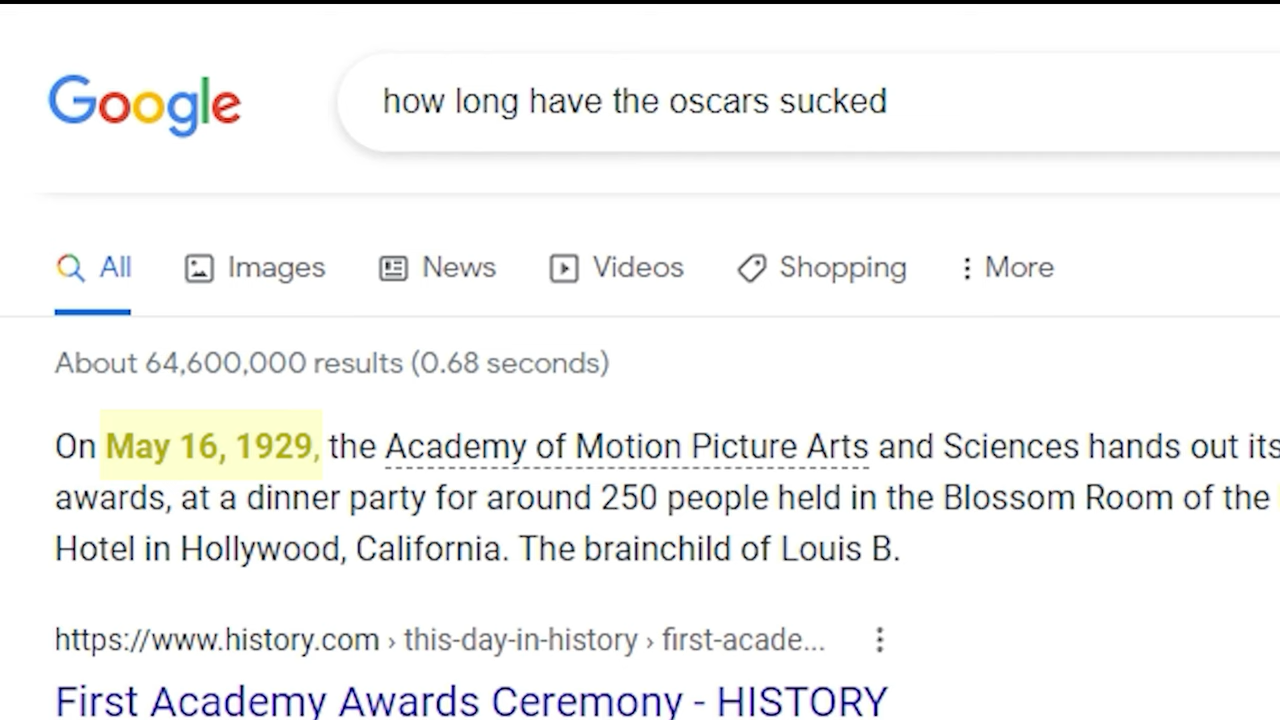 Google
how long have the oscars sucked
All Images News Videos Shopping More
About 64,600,000 results (0.68 seconds)
On May 16, 1929, the Academy of Motion Picture Arts and Sciences hands out its
awards, at a dinner party for around 250 people held in the Blossom Room of the
Hotel in Hollywood, California. The brainchild of Louis B.
https://www.history.com › this-day-in-history › first-acade...
First Academy Awards Ceremony - HISTORY